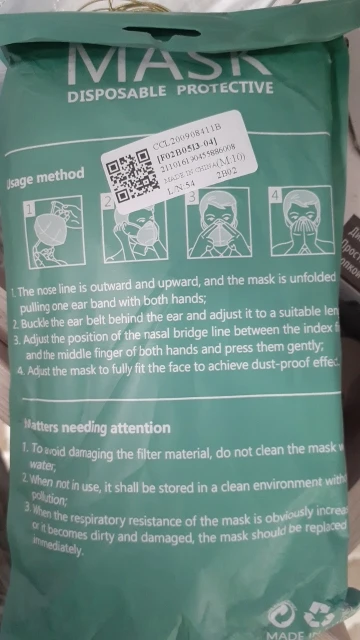 MASK
DISPOSABLE PROTECTIVE
CCL200908411B
[F02B0513-04]
MADE IN CHINA(M:10)
L/N:54 2B02
Usage method
1 2 3 4
1. The nose line is outward and upward, and the mask is unfolded
pulling one ear band with both hands;
2. Buckle the ear belt behind the ear and adjust it to a suitable len
3. Adjust the position of the nasal bridge line between the index f
and the middle finger of both hands and press them gently;
4. Adjust the mask to fully fit the face to achieve dust-proof effec
Matters needing attention
1. To avoid damaging the filter material, do not clean the mask w
water;
2. When not in use, it shall be stored in a clean environment with
pollution;
3. When the respiratory resistance of the mask is obviously increa
or it becomes dirty and damaged, the mask should be replaced
immediately.
MADE